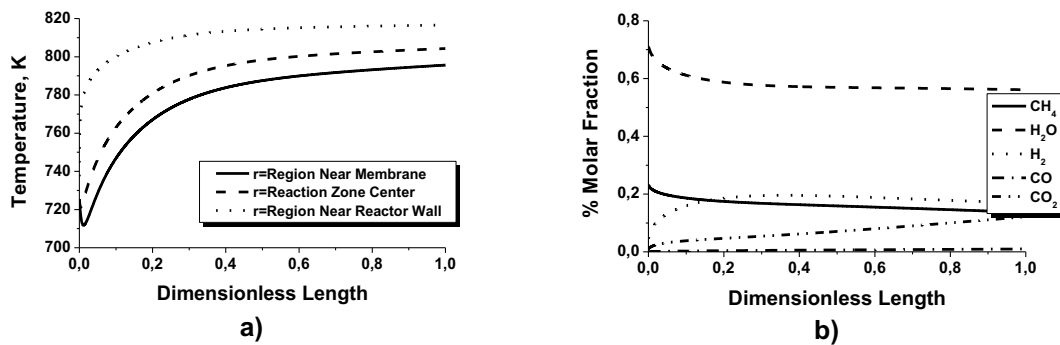 820
800
780
760
740
720
700
0,0 0,2 0,4 0,6 0,8 1,0
Temperature, K
Dimensionless Length
r=Region Near Membrane
r=Reaction Zone Center
r=Region Near Reactor Wall
a)
0,8
0,6
0,4
0,2
0,0
0,0 0,2 0,4 0,6 0,8 1,0
% Molar Fraction
Dimensionless Length
CH4
H2O
H2
CO
CO2
b)